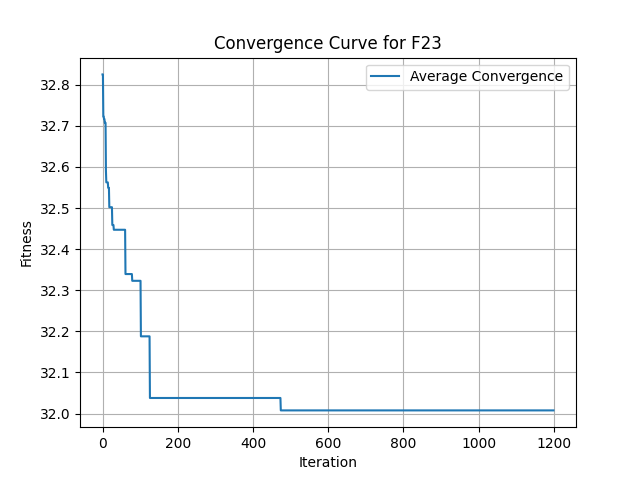 Convergence Curve for F23
Average Convergence
Fitness
32.8
32.7
32.6
32.5
32.4
32.3
32.2
32.1
32.0
0 200 400 600 800 1000 1200
Iteration